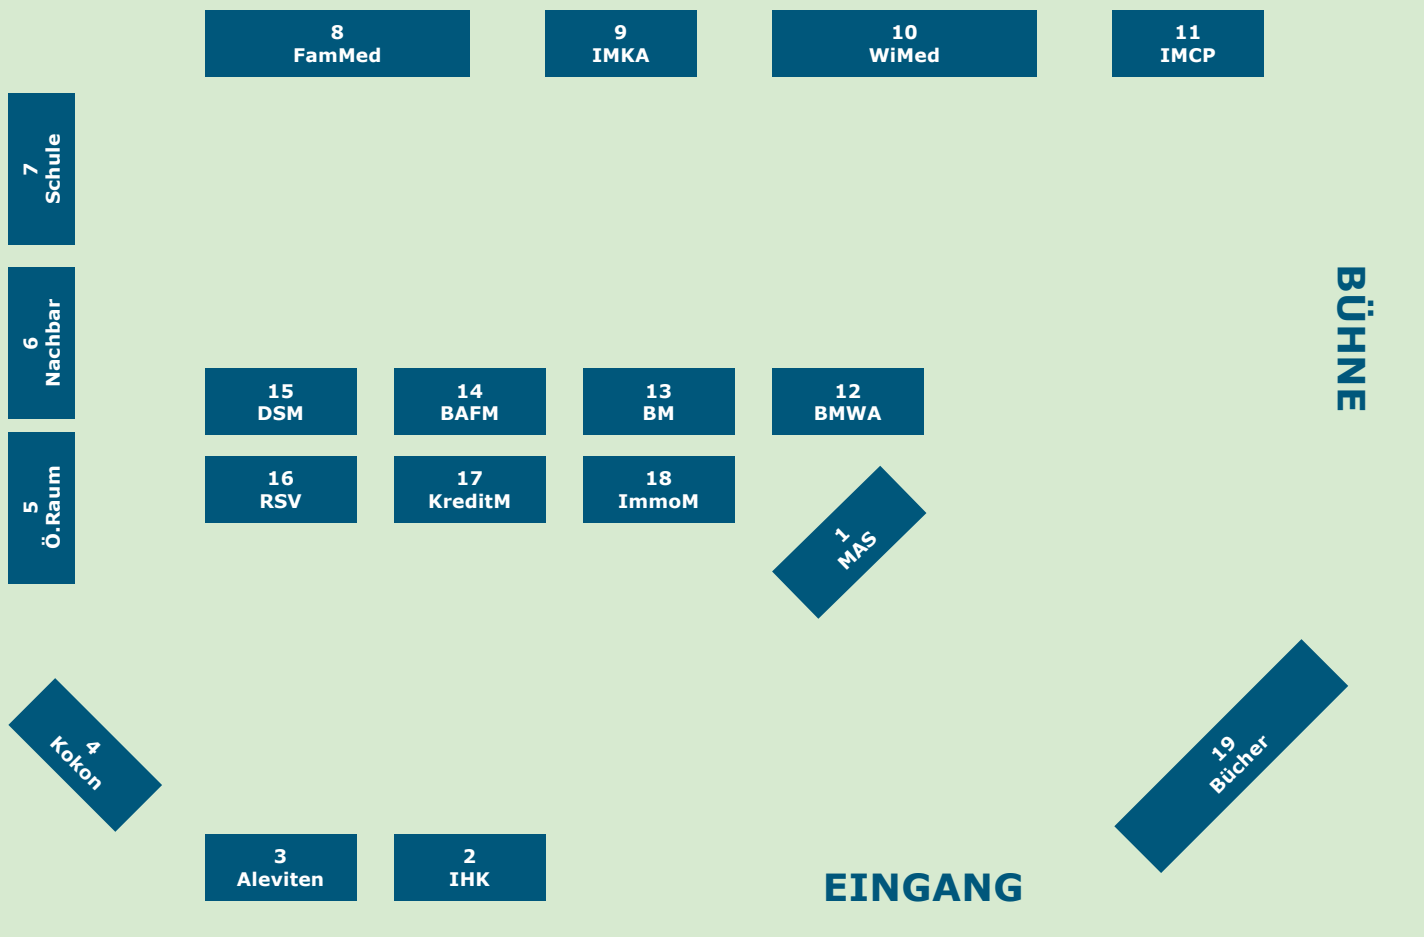 8
FamMed
9
IMKA
10
WiMed
11
IMCP
7
Schule
6
Nachbar
5
Ö.Raum
BÜHNE
15
DSM
14
BAFM
13
BM
12
BMWA
16
RSV
17
KreditM
18
ImmoM
1
MAS
4
Kokon
19
Bücher
3
Aleviten
2
IHK
EINGANG